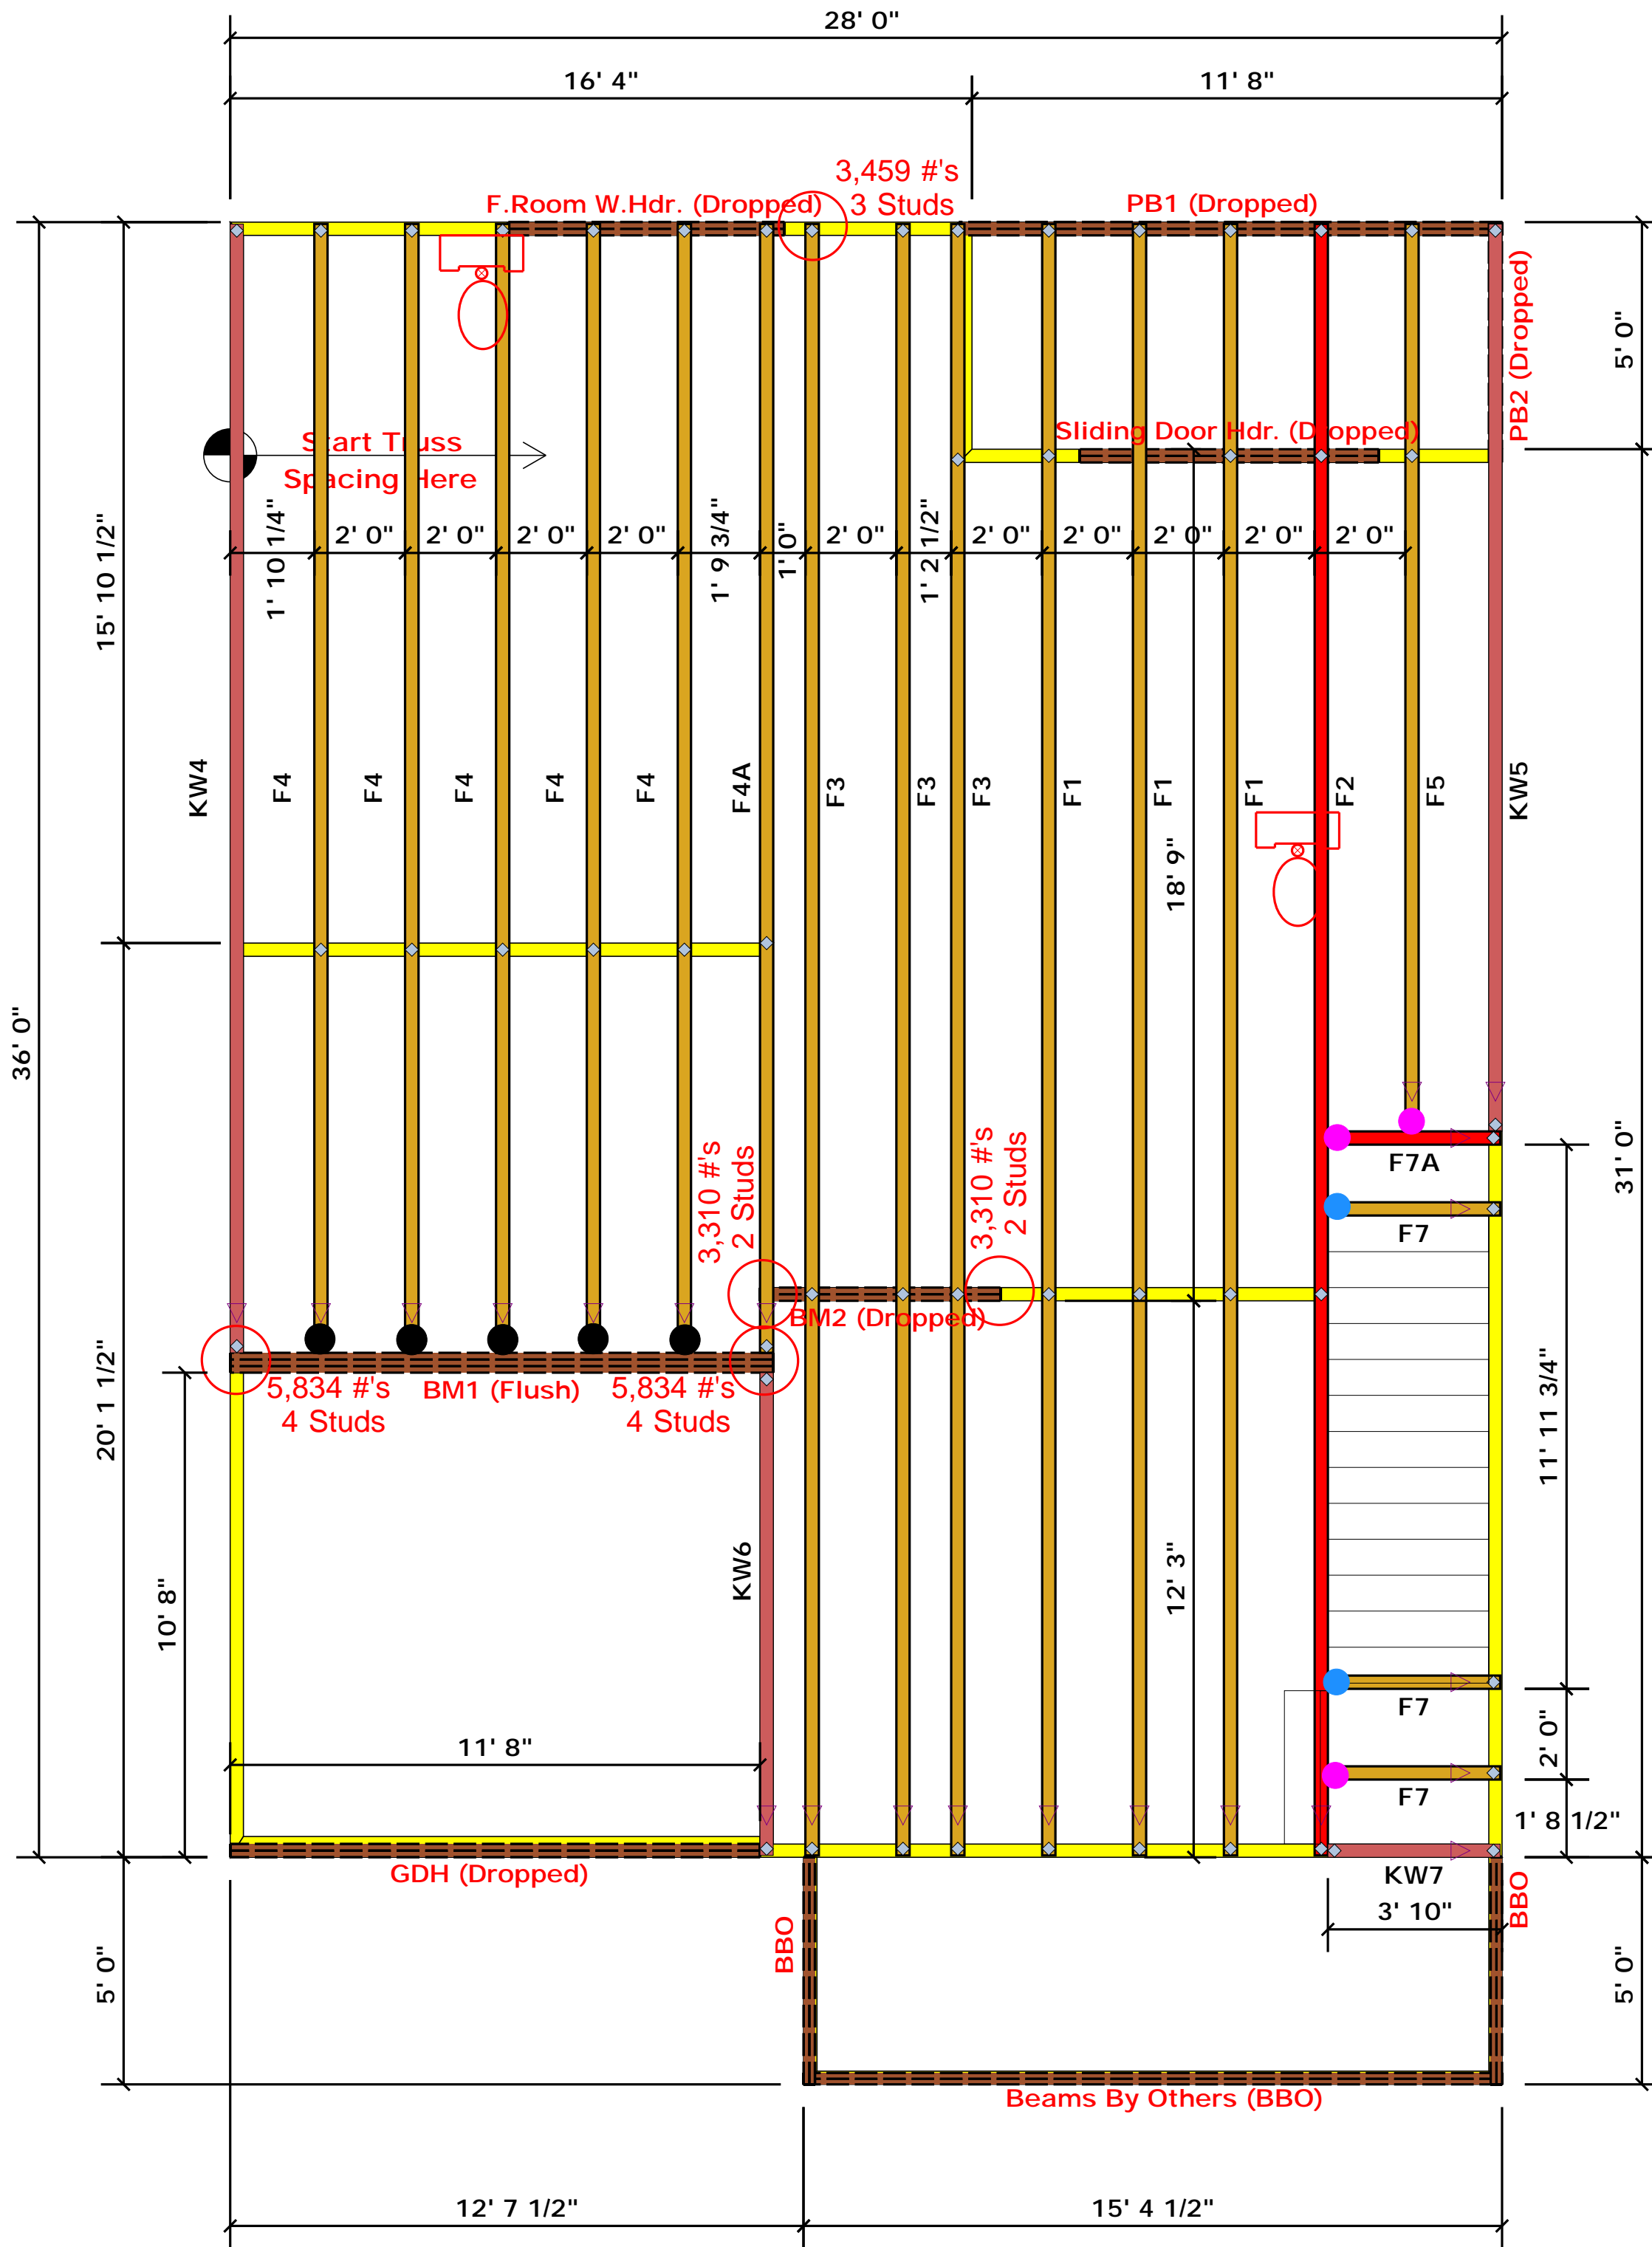 28' 0"
16' 4"
11' 8"
3,459 #'s
3 Studs
F.Room W.Hdr. (Dropped)
PB1 (Dropped)
PB2 (Dropped)
5' 0"
Sliding Door Hdr. (Dropped)
Start Truss
Spacing Here
15' 10 1/2"
1' 10 1/4"
2' 0"
2' 0"
2' 0"
2' 0"
1' 9 3/4"
1' 0"
2' 0"
1' 2 1/2"
2' 0"
2' 0"
2' 0"
2' 0"
2' 0"
KW4
F4
F4
F4
F4
F4
F4A
F3
F3
F3
F1
F1
F1
F2
F5
KW5
18' 9"
36' 0"
31' 0"
3,310 #'s
2 Studs
3,310 #'s
2 Studs
F7A
F7
BM2 (Dropped)
20' 1 1/2"
5,834 #'s
4 Studs
BM1 (Flush)
5,834 #'s
4 Studs
11' 11 3/4"
10' 8"
KW6
12' 3"
F7
11' 8"
2' 0"
F7
1' 8 1/2"
GDH (Dropped)
KW7
3' 10"
BBO
BBO
5' 0"
5' 0"
Beams By Others (BBO)
12' 7 1/2"
15' 4 1/2"